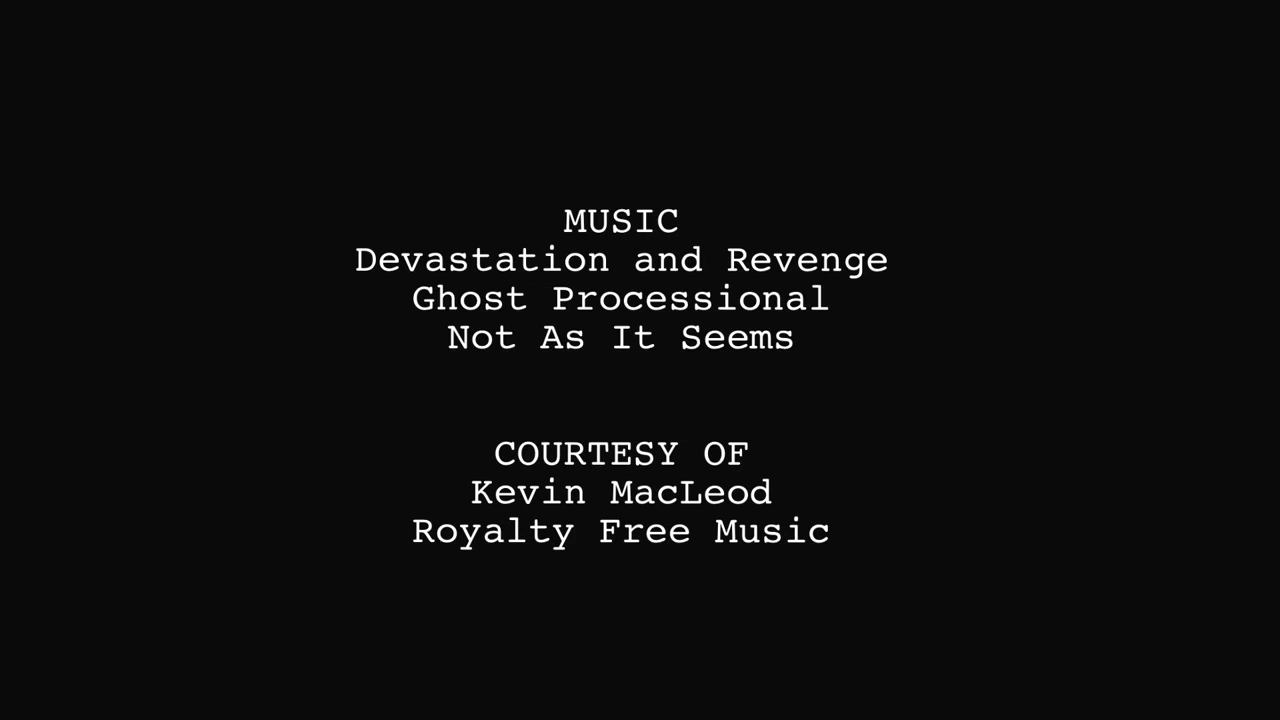 MUSIC
Devastation and Revenge
Ghost Processional
Not As It Seems
COURTESY OF
Kevin MacLeod
Royalty Free Music